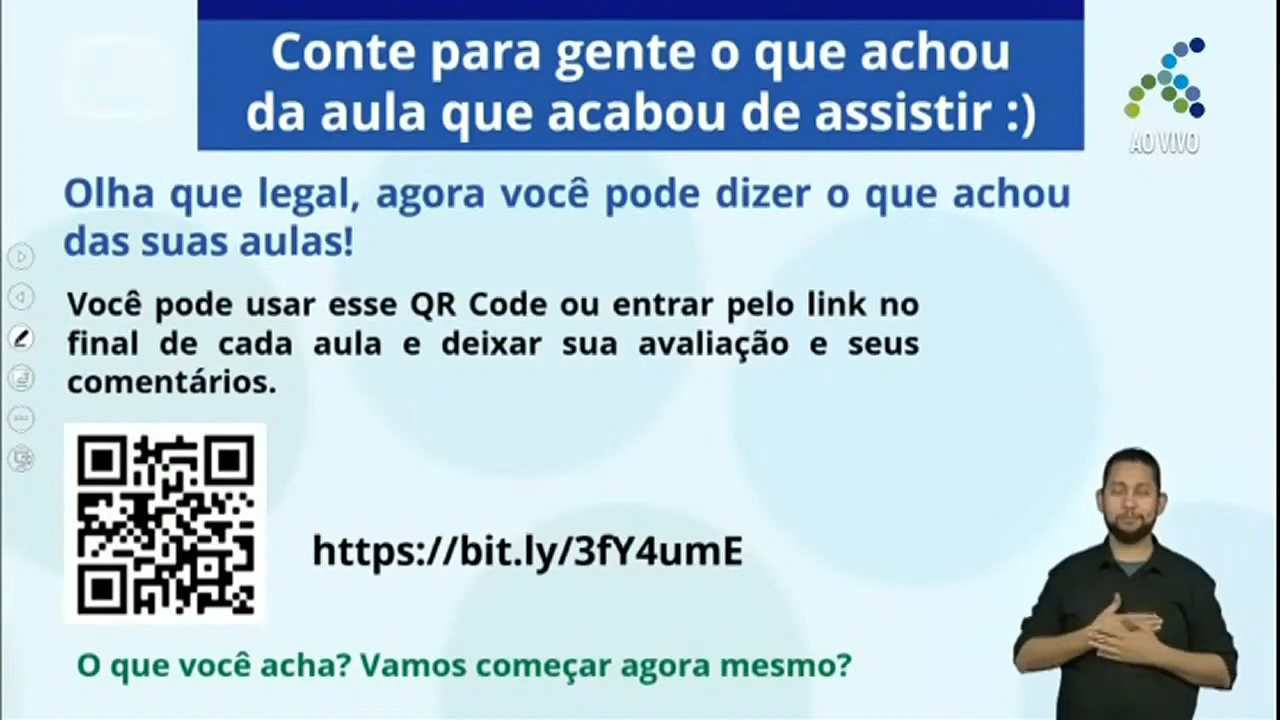 Conte para gente o que achou
da aula que acabou de assistir :)
AO VIVO
Olha que legal, agora você pode dizer o que achou
das suas aulas!
Você pode usar esse QR Code ou entrar pelo link no
final de cada aula e deixar sua avaliação e seus
comentários.
https://bit.ly/3fY4umE
O que você acha? Vamos começar agora mesmo?